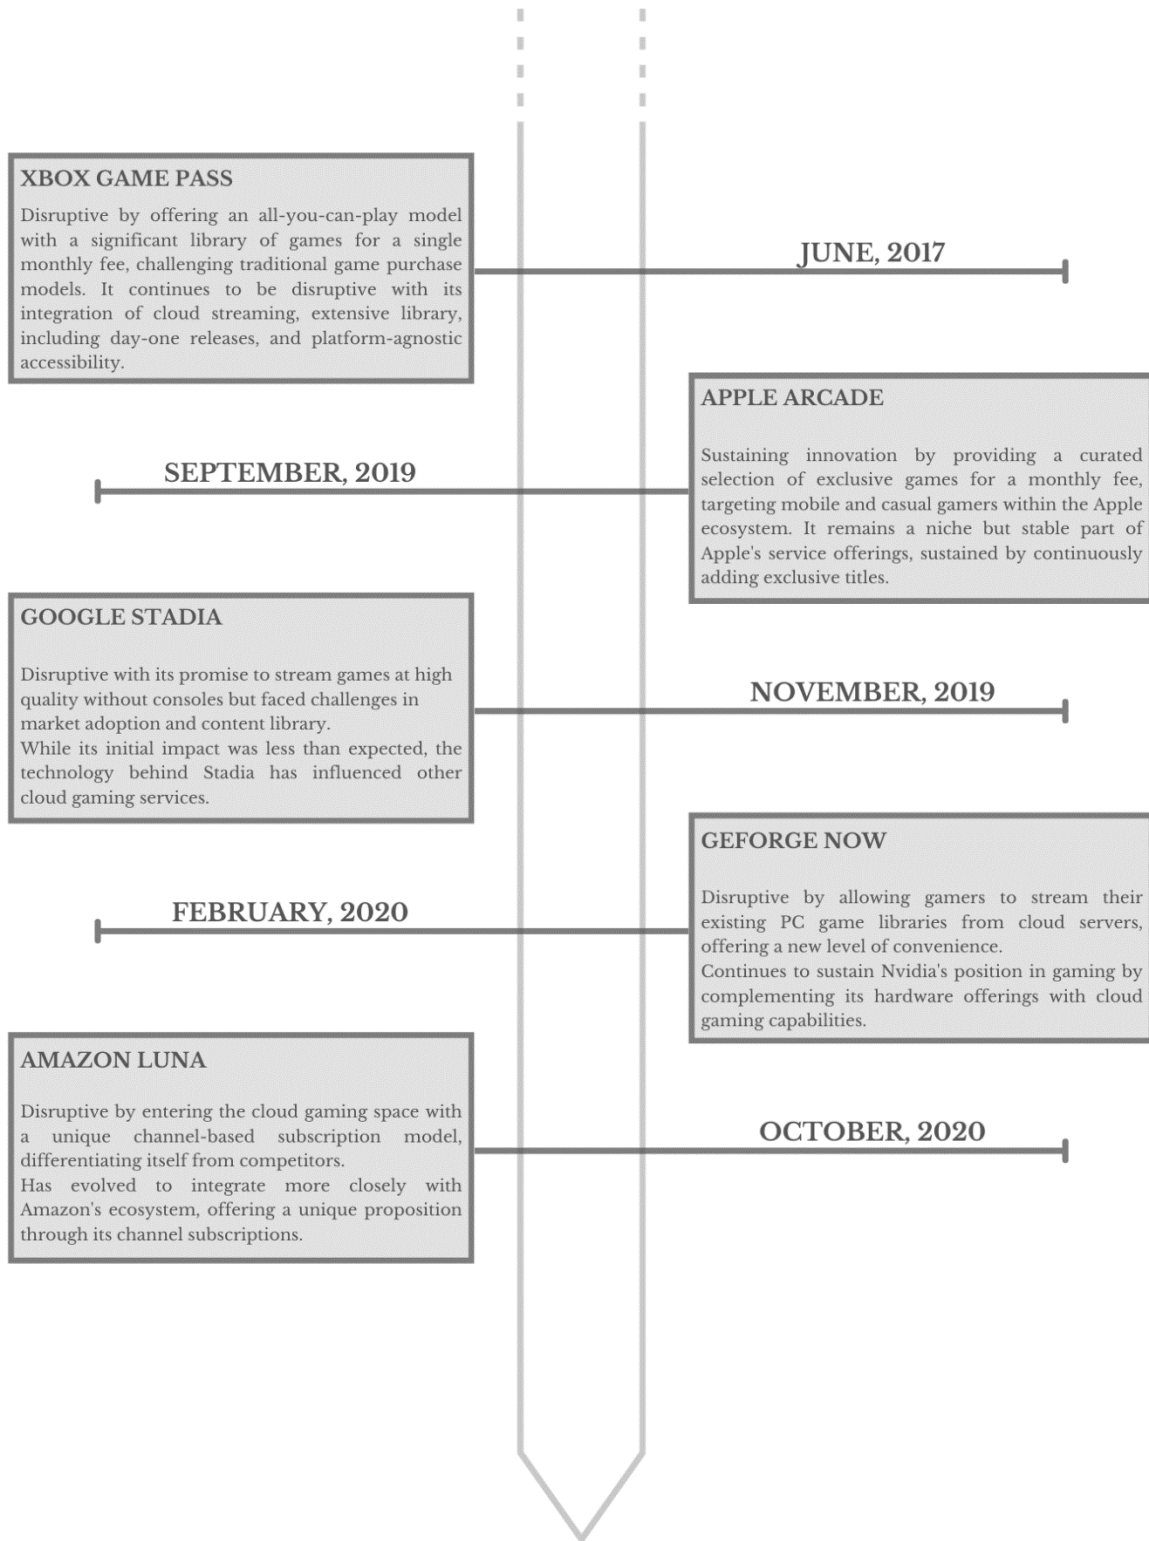 XBOX GAME PASS
Disruptive by offering an all-you-can-play model
with a significant library of games for a single
monthly fee, challenging traditional game purchase
models. It continues to be disruptive with its
integration of cloud streaming, extensive library,
including day-one releases, and platform-agnostic
accessibility.
JUNE, 2017
APPLE ARCADE
Sustaining innovation by providing a curated
selection of exclusive games for a monthly fee,
targeting mobile and casual gamers within the Apple
ecosystem. It remains a niche but stable part of
Apple's service offerings, sustained by continuously
adding exclusive titles.
SEPTEMBER, 2019
GOOGLE STADIA
Disruptive with its promise to stream games at high
quality without consoles but faced challenges in
market adoption and content library.
While its initial impact was less than expected, the
technology behind Stadia has influenced other
cloud gaming services.
NOVEMBER, 2019
GEFORGE NOW
Disruptive by allowing gamers to stream their
existing PC game libraries from cloud servers,
offering a new level of convenience.
Continues to sustain Nvidia's position in gaming by
complementing its hardware offerings with cloud
gaming capabilities.
FEBRUARY, 2020
AMAZON LUNA
Disruptive by entering the cloud gaming space with
a unique channel-based subscription model,
differentiating itself from competitors.
Has evolved to integrate more closely with
Amazon's ecosystem, offering a unique proposition
through its channel subscriptions.
OCTOBER, 2020